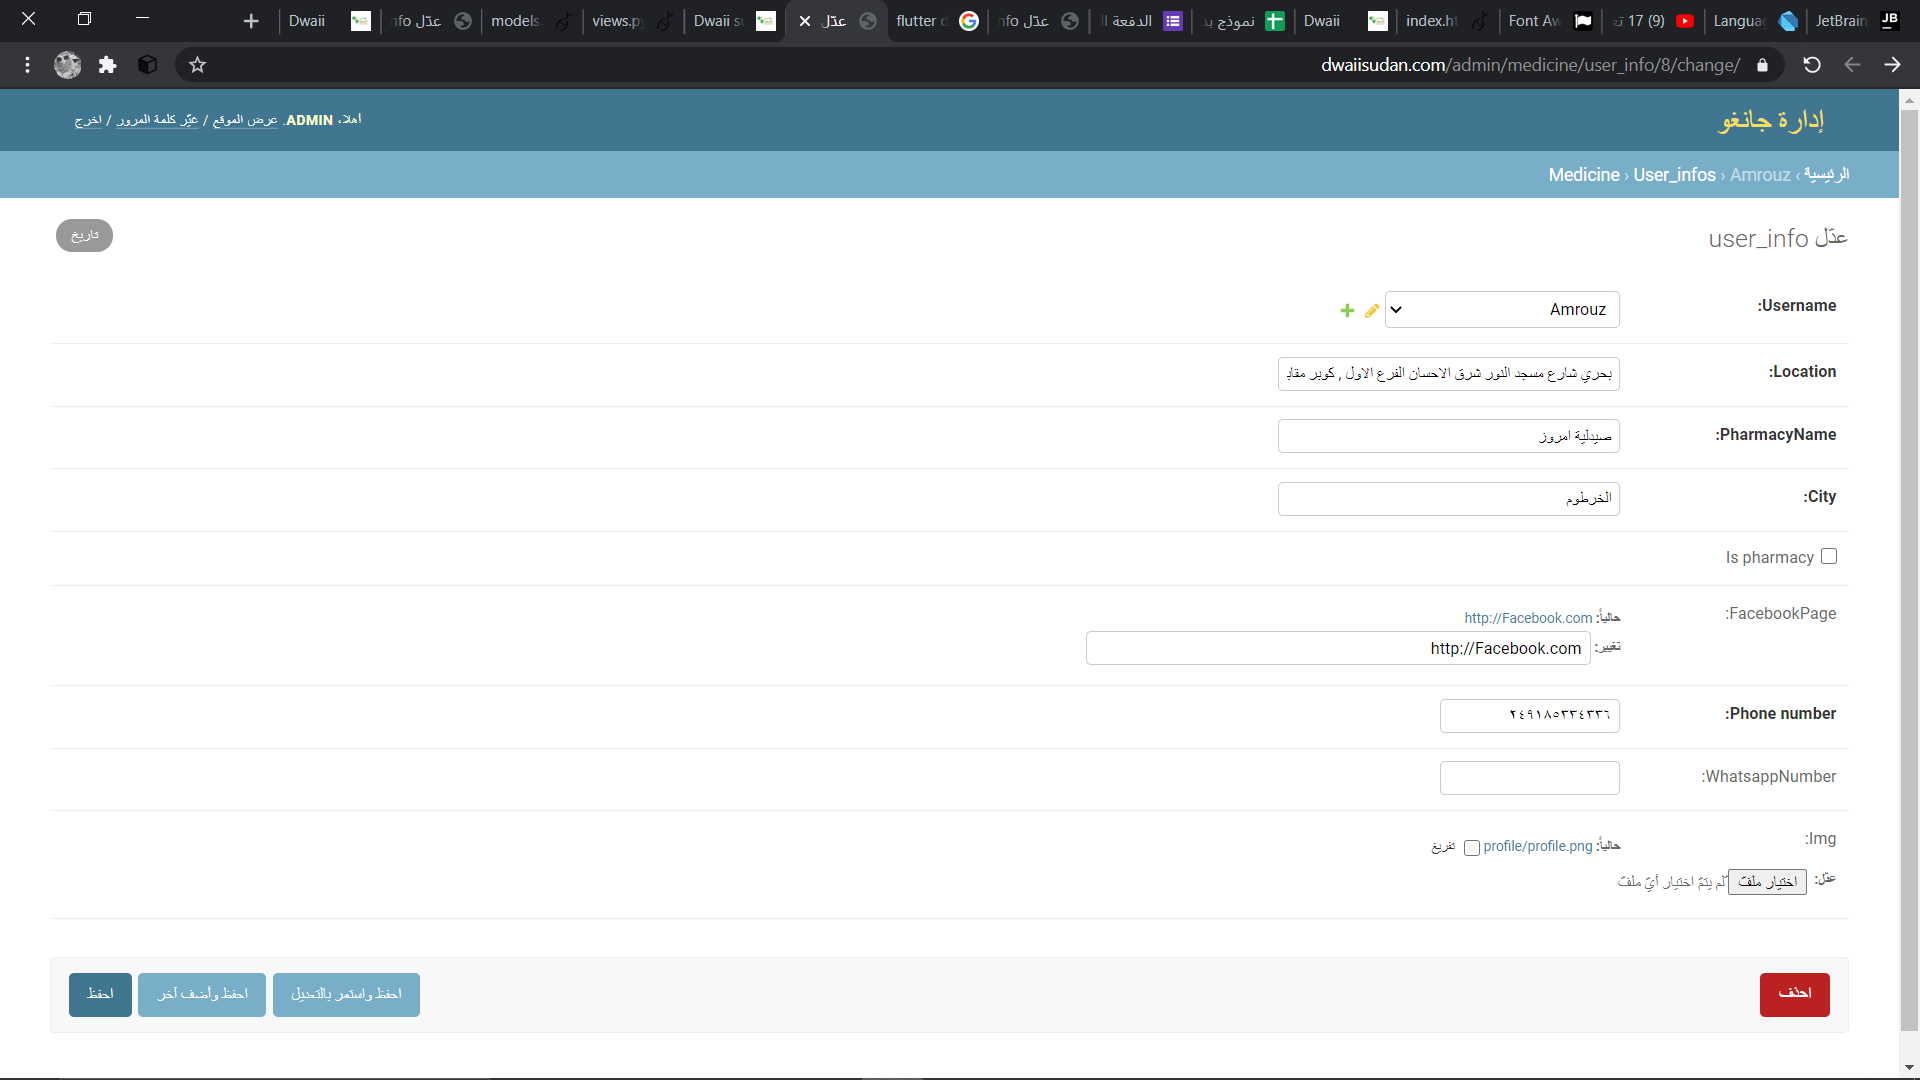 Dwaii
عدّل nfo
models.
views.py
Dwaii su
عدّل
flutter d
عدّل nfo
الدفعة ال
نموذج بد
Dwaii
index.ht
Font Aw
(9) 17
Languag
JetBrain
dwaiisudan.com/admin/medicine/user_info/8/change/
إدارة جانغو
أهلا، ADMIN. عرض الموقع / غيّر كلمة المرور / اخرج
الرئيسية › Medicine › User_infos › Amrouz
عدّل user_info
تاريخ
Username:
Amrouz
Location:
بحري شارع مسجد النور شرق الاحسان الفرع الاول , كوبر مقاب
PharmacyName:
صيدلية امروز
City:
الخرطوم
Is pharmacy
FacebookPage:
حالياً: http://Facebook.com
تغيير: http://Facebook.com
Phone number:
٢٤٩١٨٥٣٣٤٣٣٦
WhatsappNumber:
Img:
حالياً: profile/profile.png تفريغ
عدّل: اختيار ملفّ لم يتمّ اختيار أيّ ملفّ
احذف
احفظ واستمر بالتعديل
احفظ وأضف آخر
احفظ